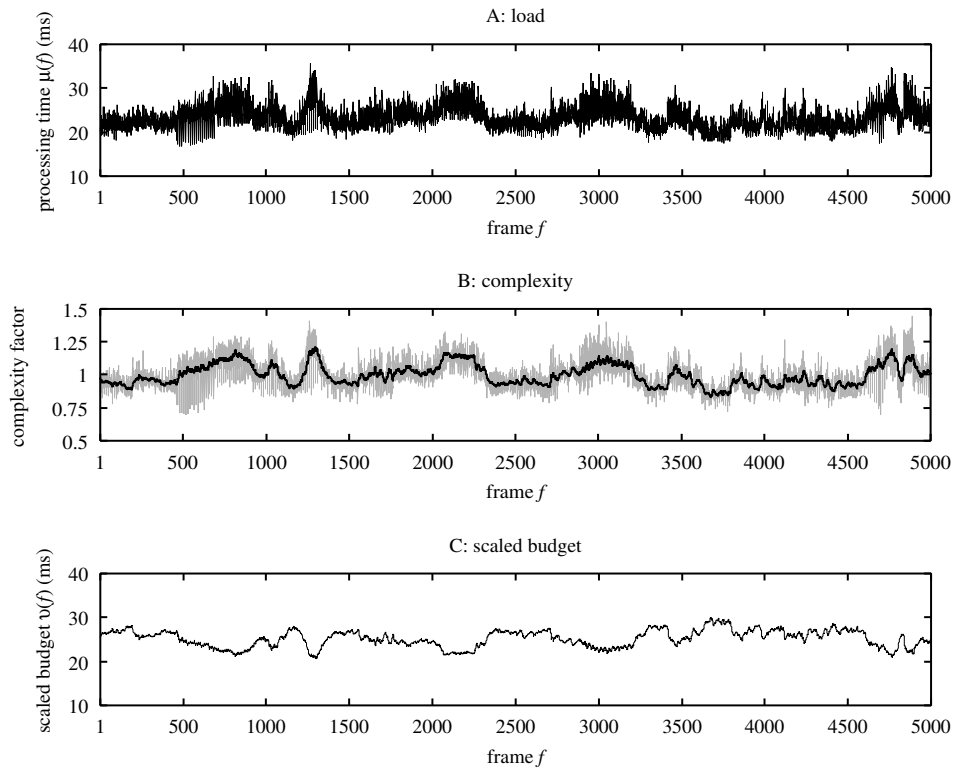 A: load
processing time μ(f) (ms)
40
30
20
10
1 500 1000 1500 2000 2500 3000 3500 4000 4500 5000
frame f
B: complexity
complexity factor
1.5
1.25
1
0.75
0.5
1 500 1000 1500 2000 2500 3000 3500 4000 4500 5000
frame f
C: scaled budget
scaled budget υ(f) (ms)
40
30
20
10
1 500 1000 1500 2000 2500 3000 3500 4000 4500 5000
frame f